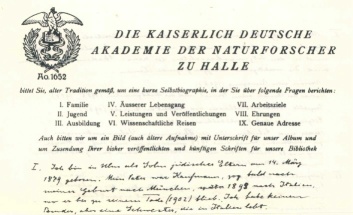 DIE KAISERLICH DEUTSCHE
AKADEMIE DER NATURFORSCHER
ZU HALLE
Ao. 1652
bittet Sie, alter Tradition gemäß, um eine kurze Selbstbiographie, in der Sie über folgende Fragen berichten:
I. Familie IV. Äusserer Lebensgang VII. Arbeitsziele
II. Jugend V. Leistungen und Veröffentlichungen VIII. Ehrungen
III. Ausbildung VI. Wissenschaftliche Reisen IX. Genaue Adresse
Auch bitten wir um ein Bild (auch ältere Aufnahme) mit Unterschrift für unser Album und
um Zusendung Ihrer bisher veröffentlichten und künftigen Schriften für unsere Bibliothek
I. Ich bin in Ulm als Sohn jüdischer Eltern am 14. März
1879 geboren. Mein Vater war Kaufmann, zog bald nach
meiner Geburt nach München, später 1893 nach Italien,
wo er bis zu seinem Tode (1902) blieb. Ich habe keinen
Bruder, aber eine Schwester, die in Italien lebt.